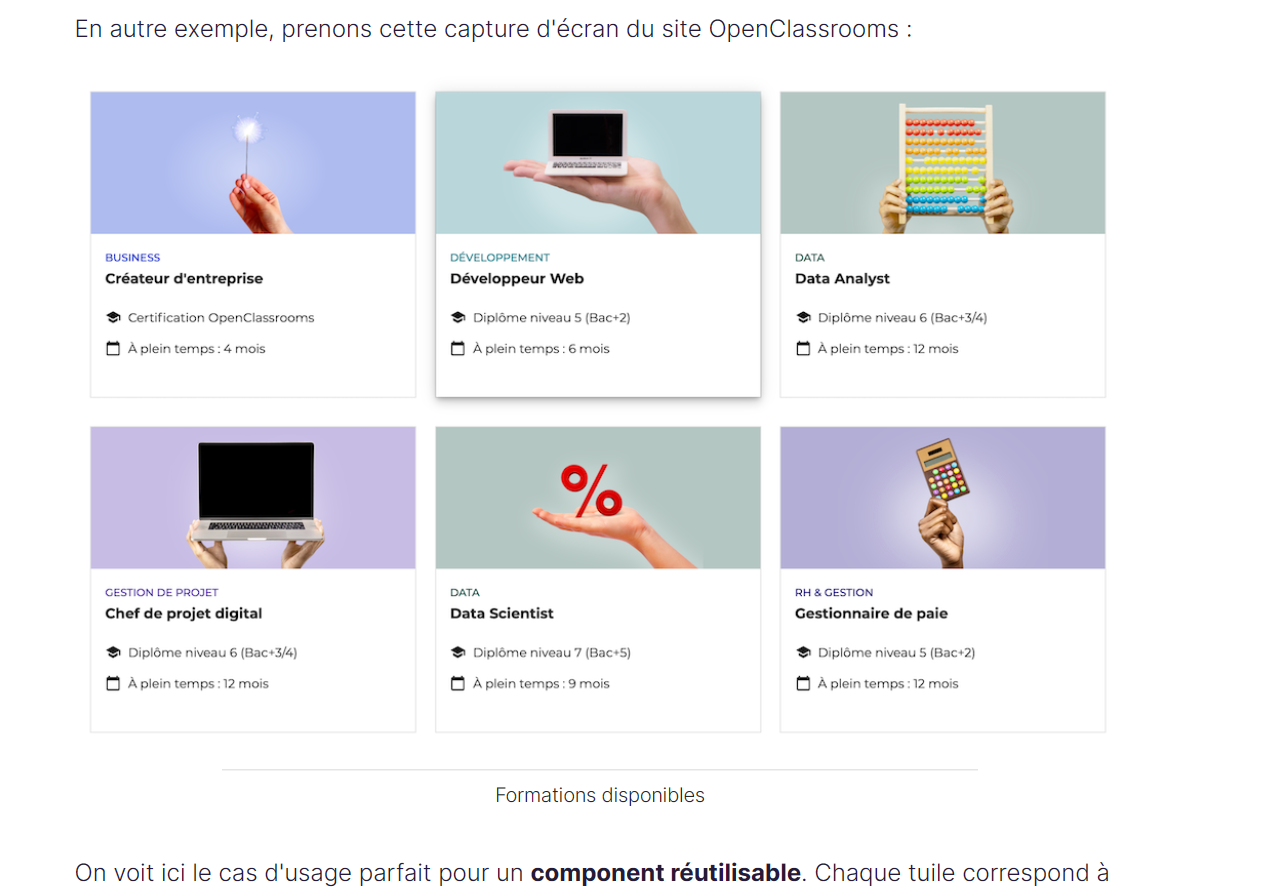 En autre exemple, prenons cette capture d'écran du site OpenClassrooms :
BUSINESS
Créateur d'entreprise
Certification OpenClassrooms
À plein temps : 4 mois
DÉVELOPPEMENT
Développeur Web
Diplôme niveau 5 (Bac+2)
À plein temps : 6 mois
DATA
Data Analyst
Diplôme niveau 6 (Bac+3/4)
À plein temps : 12 mois
GESTION DE PROJET
Chef de projet digital
Diplôme niveau 6 (Bac+3/4)
À plein temps : 12 mois
%
DATA
Data Scientist
Diplôme niveau 7 (Bac+5)
À plein temps : 9 mois
RH & GESTION
Gestionnaire de paie
Diplôme niveau 5 (Bac+2)
À plein temps : 12 mois
Formations disponibles
On voit ici le cas d'usage parfait pour un component réutilisable. Chaque tuile correspond à